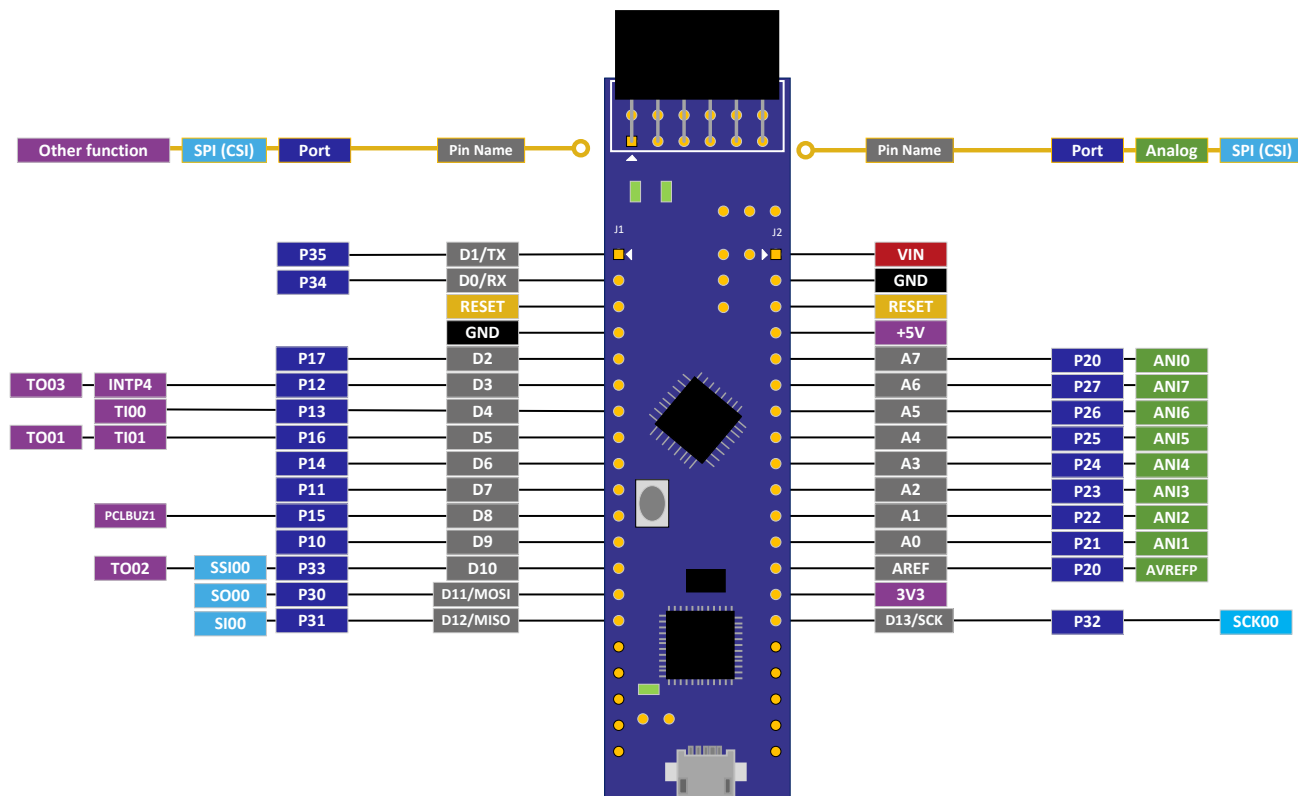 Other function SPI (CSI) Port Pin Name Pin Name Port Analog SPI (CSI)
J1 J2
P35 D1/TX VIN
P34 D0/RX GND
RESET RESET
GND +5V
P17 D2 A7 P20 ANI0
TO03 INTP4 P12 D3 A6 P27 ANI7
TI00 P13 D4 A5 P26 ANI6
TO01 TI01 P16 D5 A4 P25 ANI5
P14 D6 A3 P24 ANI4
P11 D7 A2 P23 ANI3
PCLBUZ1 P15 D8 A1 P22 ANI2
P10 D9 A0 P21 ANI1
TO02 SSI00 P33 D10 AREF P20 AVREFP
SO00 P30 D11/MOSI 3V3
SI00 P31 D12/MISO D13/SCK P32 SCK00